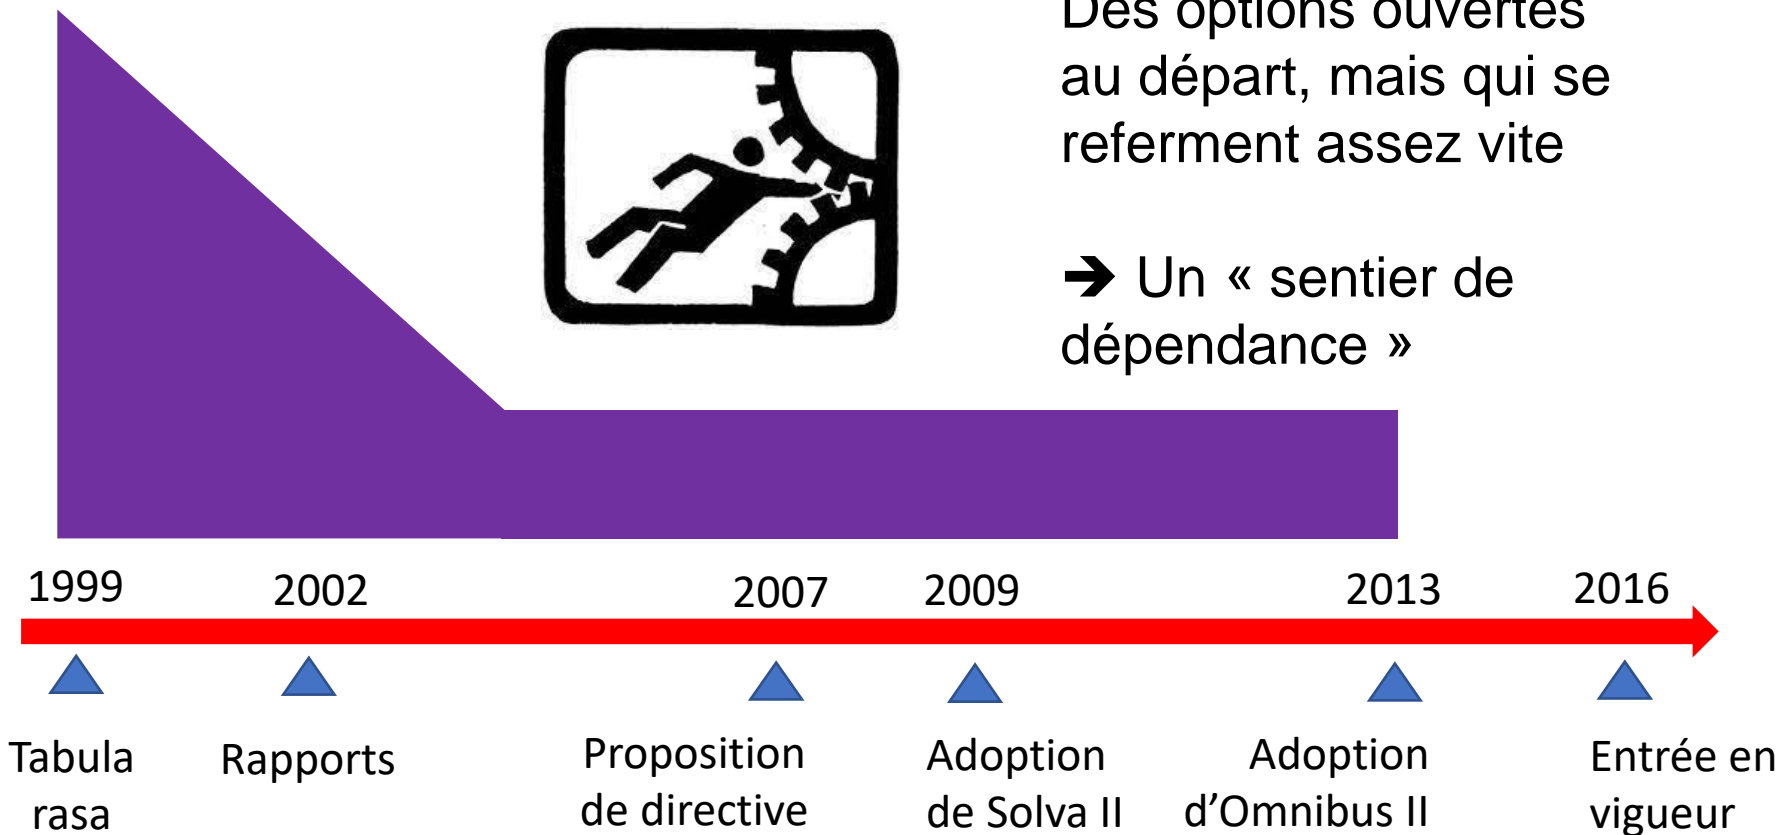 Des options ouvertes
au départ, mais qui se
referment assez vite
➔ Un « sentier de
dépendance »
1999
2002
2007
2009
2013
2016
Tabula
rasa
Rapports
Proposition
de directive
Adoption
de Solva II
Adoption
d’Omnibus II
Entrée en
vigueur